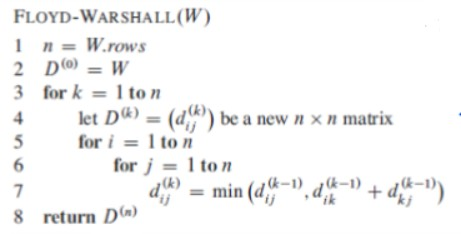 FLOYD-WARSHALL(W)
1 n = W.rows
2 D^(0) = W
3 for k = 1 to n
4 let D^(k) = (d_ij^(k)) be a new n × n matrix
5 for i = 1 to n
6 for j = 1 to n
7 d_ij^(k) = min (d_ij^(k−1), d_ik^(k−1) + d_kj^(k−1))
8 return D^(n)